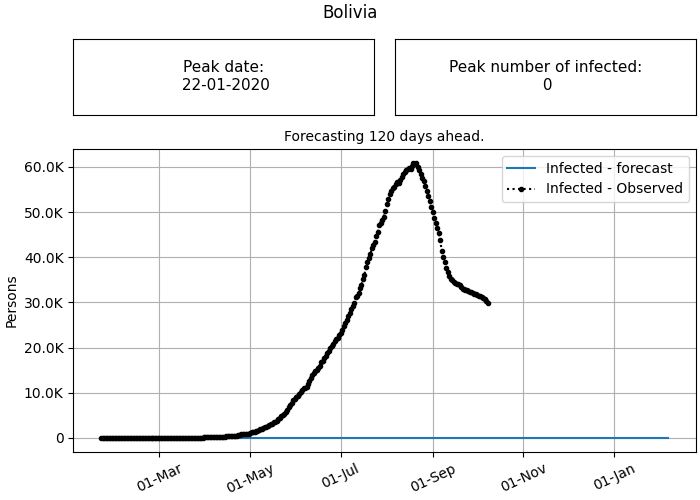 Bolivia
Peak date:
22-01-2020
Peak number of infected:
0
Forecasting 120 days ahead.
Infected - forecast
Infected - Observed
Persons
60.0K
50.0K
40.0K
30.0K
20.0K
10.0K
0
01-Mar
01-May
01-Jul
01-Sep
01-Nov
01-Jan